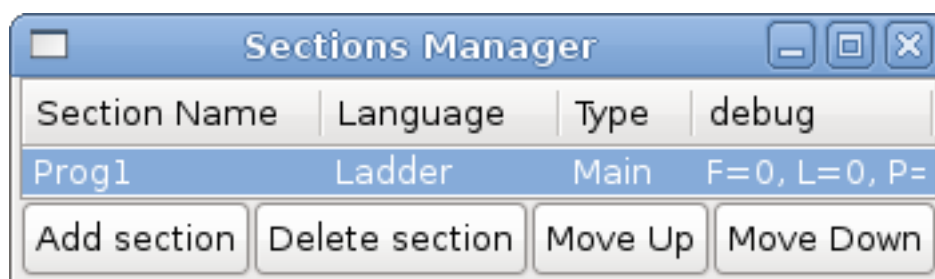 Sections Manager
Section Name Language Type debug
Prog1 Ladder Main F=0, L=0, P=
Add section Delete section Move Up Move Down